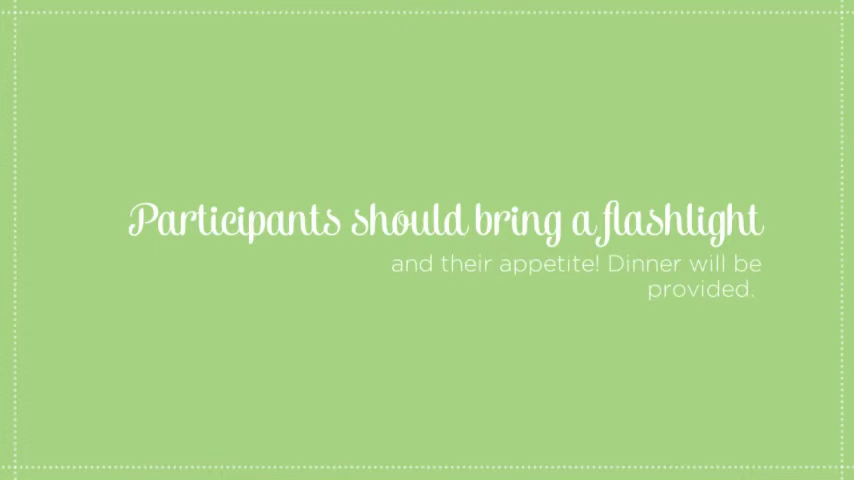 Participants should bring a flashlight
and their appetite! Dinner will be
provided.